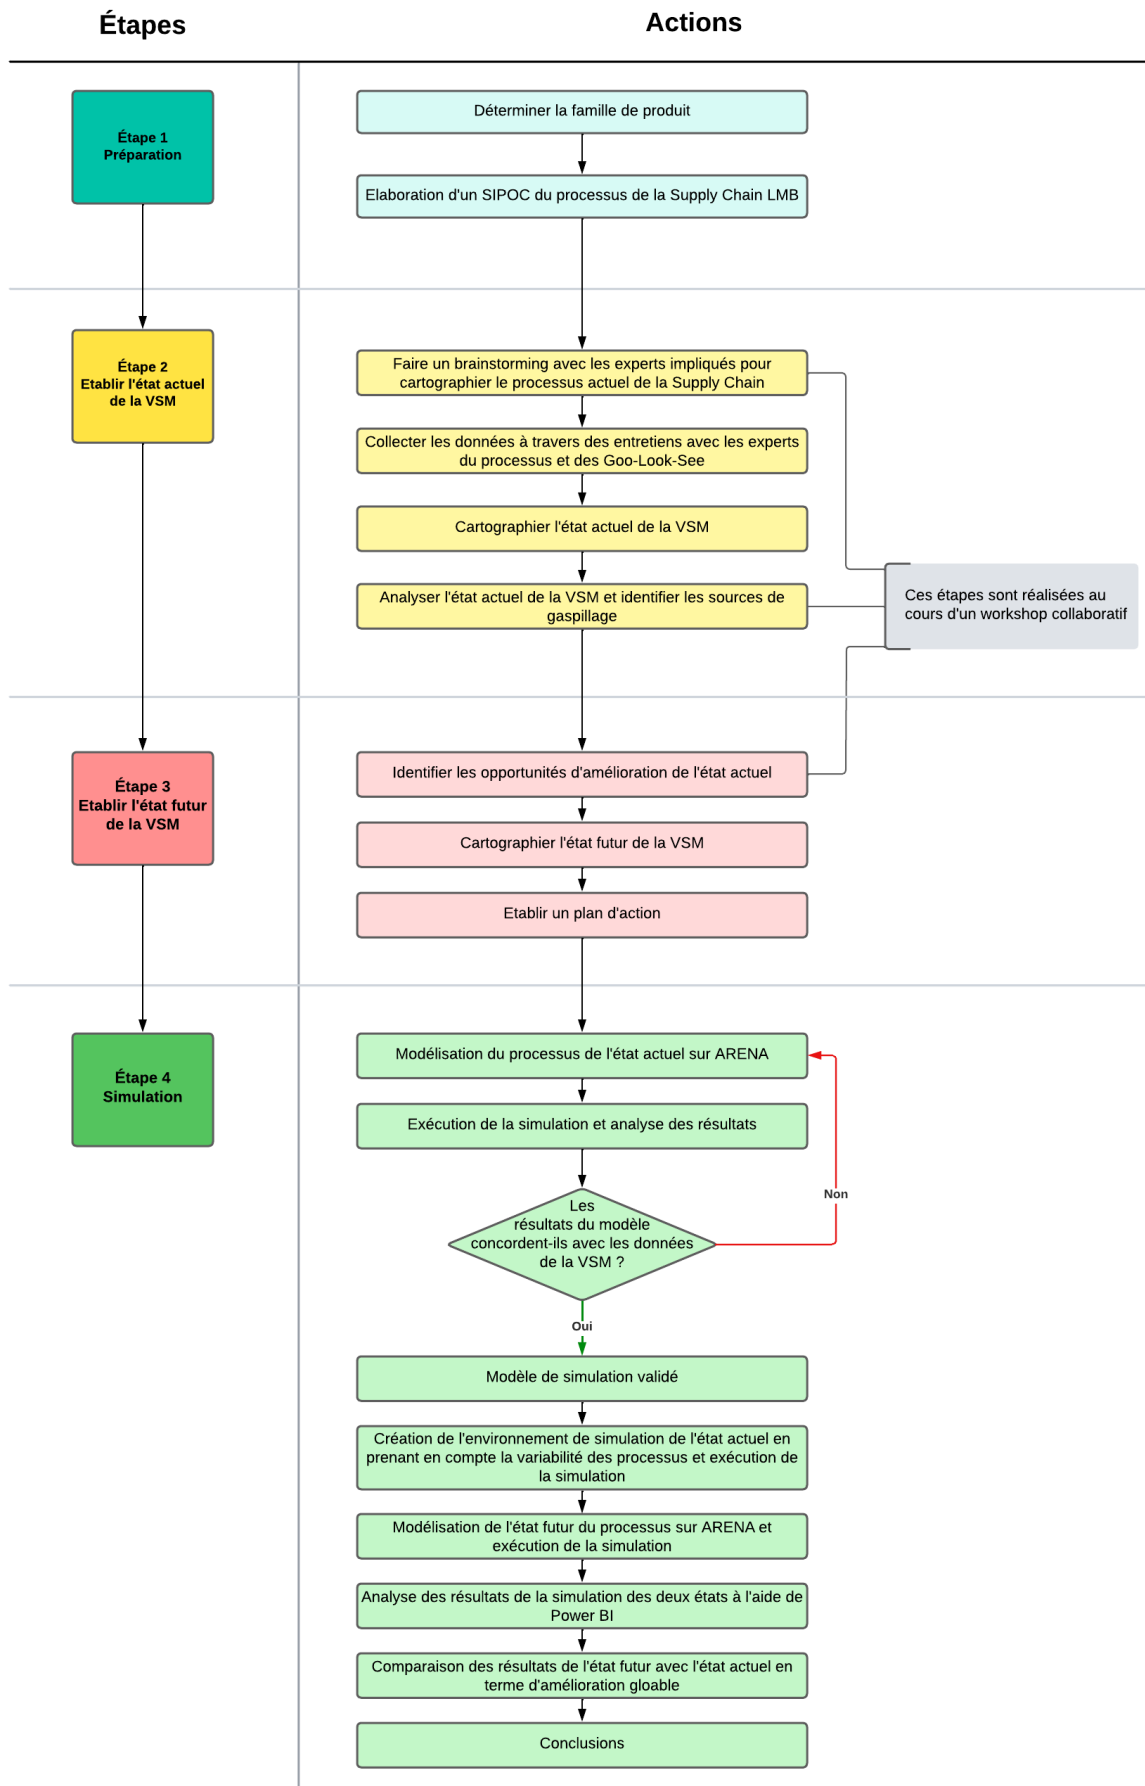 Étapes
Actions
Étape 1
Préparation
Déterminer la famille de produit
Elaboration d'un SIPOC du processus de la Supply Chain LMB
Étape 2
Etablir l'état actuel
de la VSM
Faire un brainstorming avec les experts impliqués pour
cartographier le processus actuel de la Supply Chain
Collecter les données à travers des entretiens avec les experts
du processus et des Goo-Look-See
Cartographier l'état actuel de la VSM
Analyser l'état actuel de la VSM et identifier les sources de
gaspillage
Ces étapes sont réalisées au
cours d'un workshop collaboratif
Étape 3
Etablir l'état futur
de la VSM
Identifier les opportunités d'amélioration de l'état actuel
Cartographier l'état futur de la VSM
Etablir un plan d'action
Étape 4
Simulation
Modélisation du processus de l'état actuel sur ARENA
Exécution de la simulation et analyse des résultats
Les
résultats du modèle
concordent-ils avec les données
de la VSM ?
Non
Oui
Modèle de simulation validé
Création de l'environnement de simulation de l'état actuel en
prenant en compte la variabilité des processus et exécution de
la simulation
Modélisation de l'état futur du processus sur ARENA et
exécution de la simulation
Analyse des résultats de la simulation des deux états à l'aide de
Power BI
Comparaison des résultats de l'état futur avec l'état actuel en
terme d'amélioration gloable
Conclusions